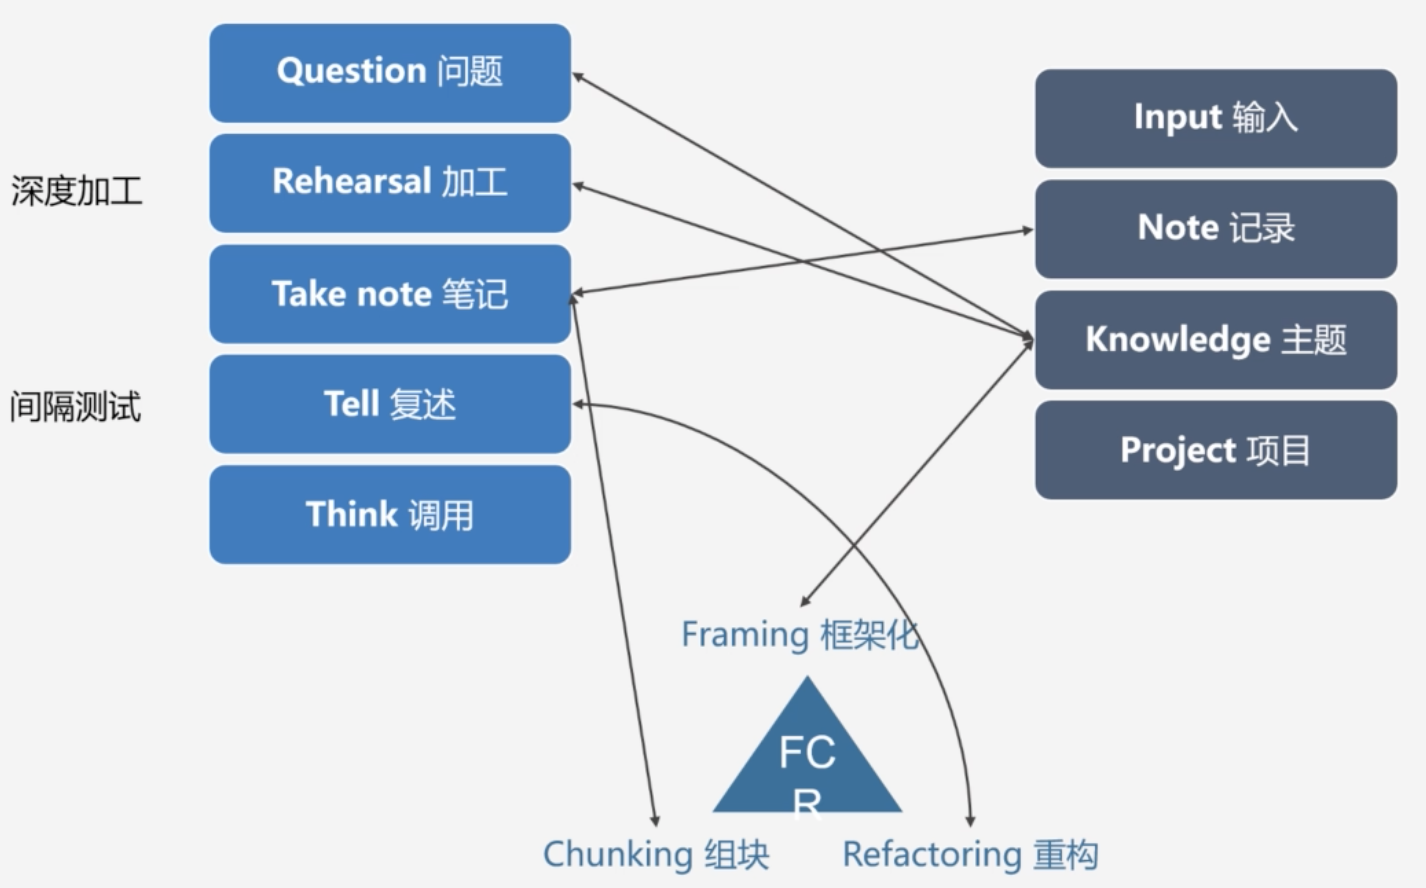 Question 问题
Rehearsal 加工
Take note 笔记
Tell 复述
Think 调用
深度加工
间隔测试
Input 输入
Note 记录
Knowledge 主题
Project 项目
Framing 框架化
FC
R
Chunking 组块
Refactoring 重构